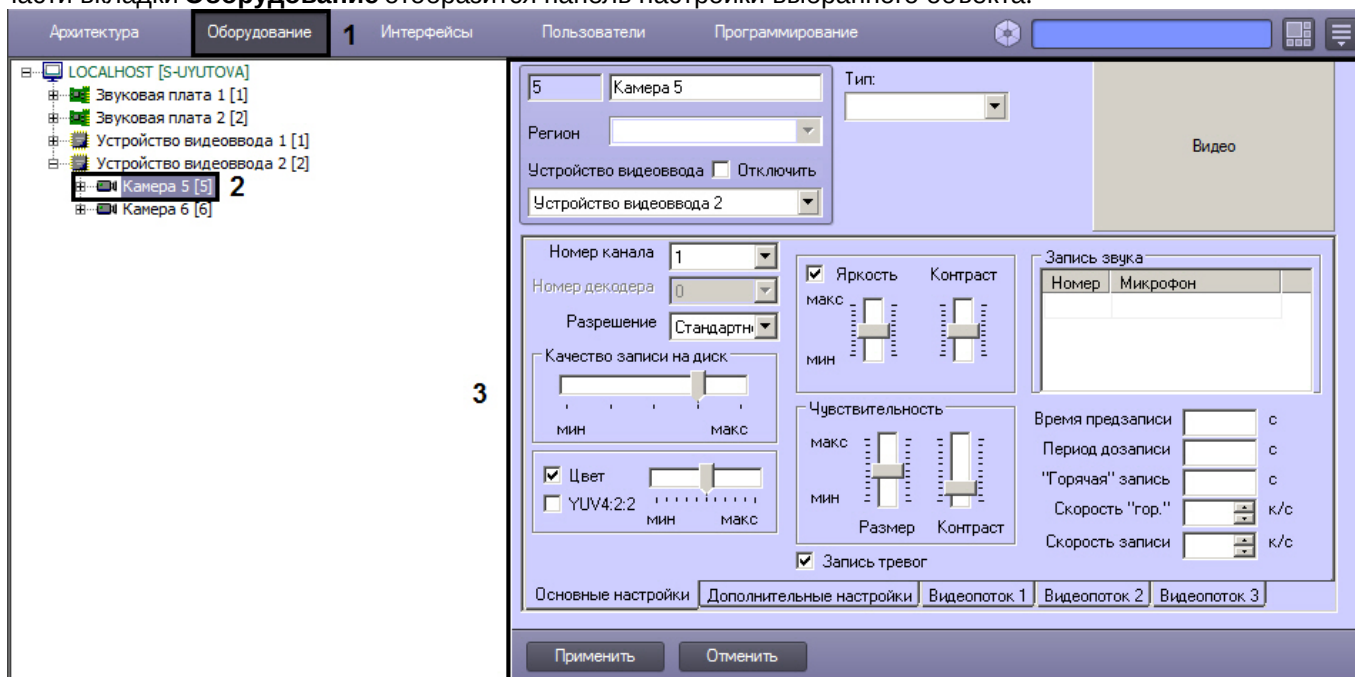 части вкладки Оборудование отобразится панель настройки выбранного объекта.
Архитектура Оборудование 1 Интерфейсы Пользователи Программирование
LOCALHOST [S-UYUTOVA]
Звуковая плата 1 [1]
Звуковая плата 2 [2]
Устройство видеоввода 1 [1]
Устройство видеоввода 2 [2]
Камера 5 [5] 2
Камера 6 [6]
3
5 Камера 5
Тип:
Регион
Устройство видеоввода Отключить
Устройство видеоввода 2
Видео
Номер канала 1
Номер декодера 0
Разрешение Стандартн
Качество записи на диск
мин макс
Цвет
YUV4:2:2
мин макс
Яркость Контраст
макс
мин
Чувствительность
макс
мин
Размер Контраст
Запись тревог
Запись звука
Номер Микрофон
Время предзаписи с
Период дозаписи с
"Горячая" запись с
Скорость "гор." к/с
Скорость записи к/с
Основные настройки Дополнительные настройки Видеопоток 1 Видеопоток 2 Видеопоток 3
Применить Отменить